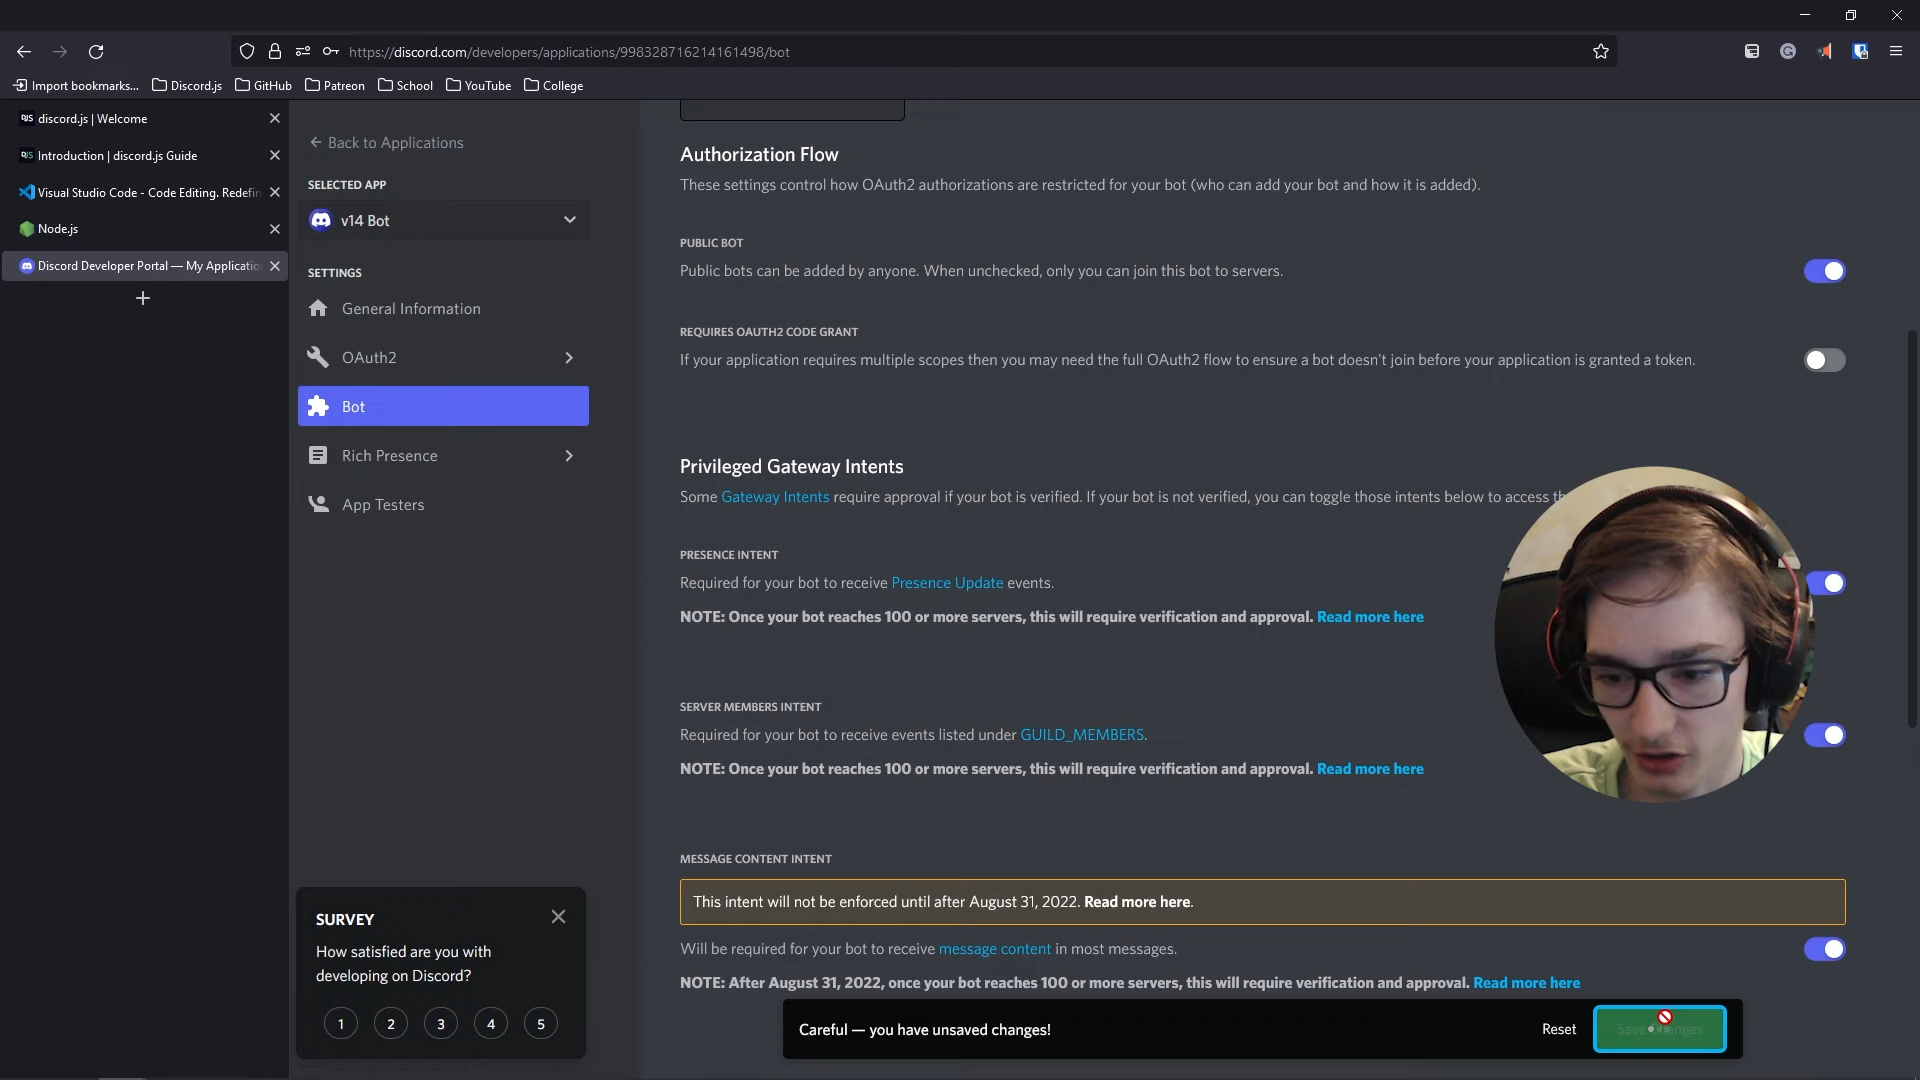 https://discord.com/developers/applications/998328716214161498/bot
Import bookmarks...
Discord.js
GitHub
Patreon
School
YouTube
College
discord.js | Welcome
Introduction | discord.js Guide
Visual Studio Code - Code Editing. Redefin
Node.js
Discord Developer Portal — My Applicatio
Back to Applications
SELECTED APP
v14 Bot
SETTINGS
General Information
OAuth2
Bot
Rich Presence
App Testers
SURVEY
How satisfied are you with
developing on Discord?
1 2 3 4 5
Authorization Flow
These settings control how OAuth2 authorizations are restricted for your bot (who can add your bot and how it is added).
PUBLIC BOT
Public bots can be added by anyone. When unchecked, only you can join this bot to servers.
REQUIRES OAUTH2 CODE GRANT
If your application requires multiple scopes then you may need the full OAuth2 flow to ensure a bot doesn't join before your application is granted a token.
Privileged Gateway Intents
Some Gateway Intents require approval if your bot is verified. If your bot is not verified, you can toggle those intents below to access
PRESENCE INTENT
Required for your bot to receive Presence Update events.
NOTE: Once your bot reaches 100 or more servers, this will require verification and approval. Read more here
SERVER MEMBERS INTENT
Required for your bot to receive events listed under GUILD_MEMBERS.
NOTE: Once your bot reaches 100 or more servers, this will require verification and approval. Read more here
MESSAGE CONTENT INTENT
This intent will not be enforced until after August 31, 2022. Read more here.
Will be required for your bot to receive message content in most messages.
NOTE: After August 31, 2022, once your bot reaches 100 or more servers, this will require verification and approval. Read more here
Careful — you have unsaved changes!
Reset
Save Changes